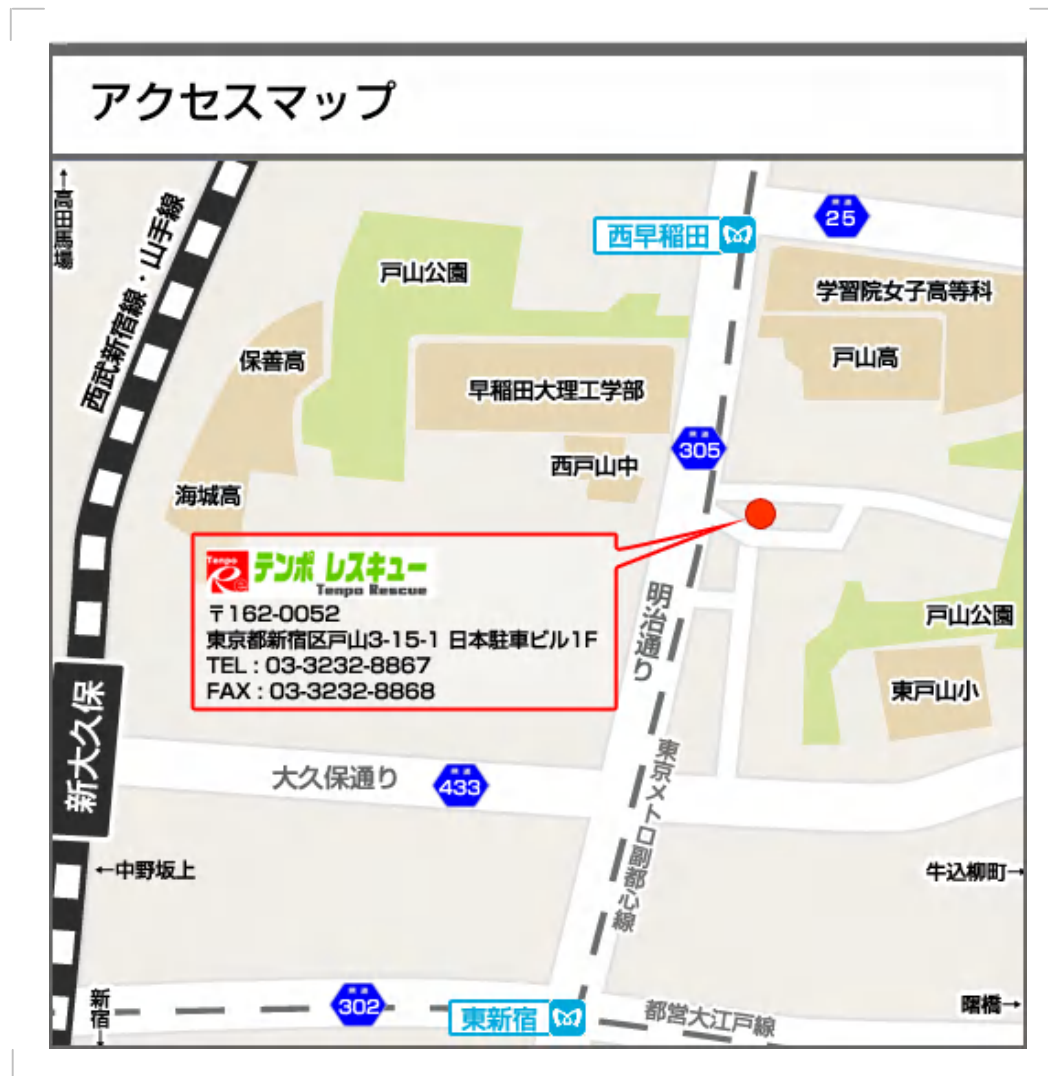 アクセスマップ
↑高田馬場
西武新宿線・山手線
西早稲田
25
戸山公園
学習院女子高等科
保善高
戸山高
早稲田大理工学部
305
西戸山中
海城高
Tenpo
Re テンポ レスキュー
Tenpo Rescue
〒162-0052
東京都新宿区戸山3-15-1 日本駐車ビル1F
TEL : 03-3232-8867
FAX : 03-3232-8868
明治通り
戸山公園
東戸山小
新大久保
大久保通り
433
東京メトロ副都心線
←中野坂上
牛込柳町→
新宿↓
302
東新宿
都営大江戸線
曙橋→